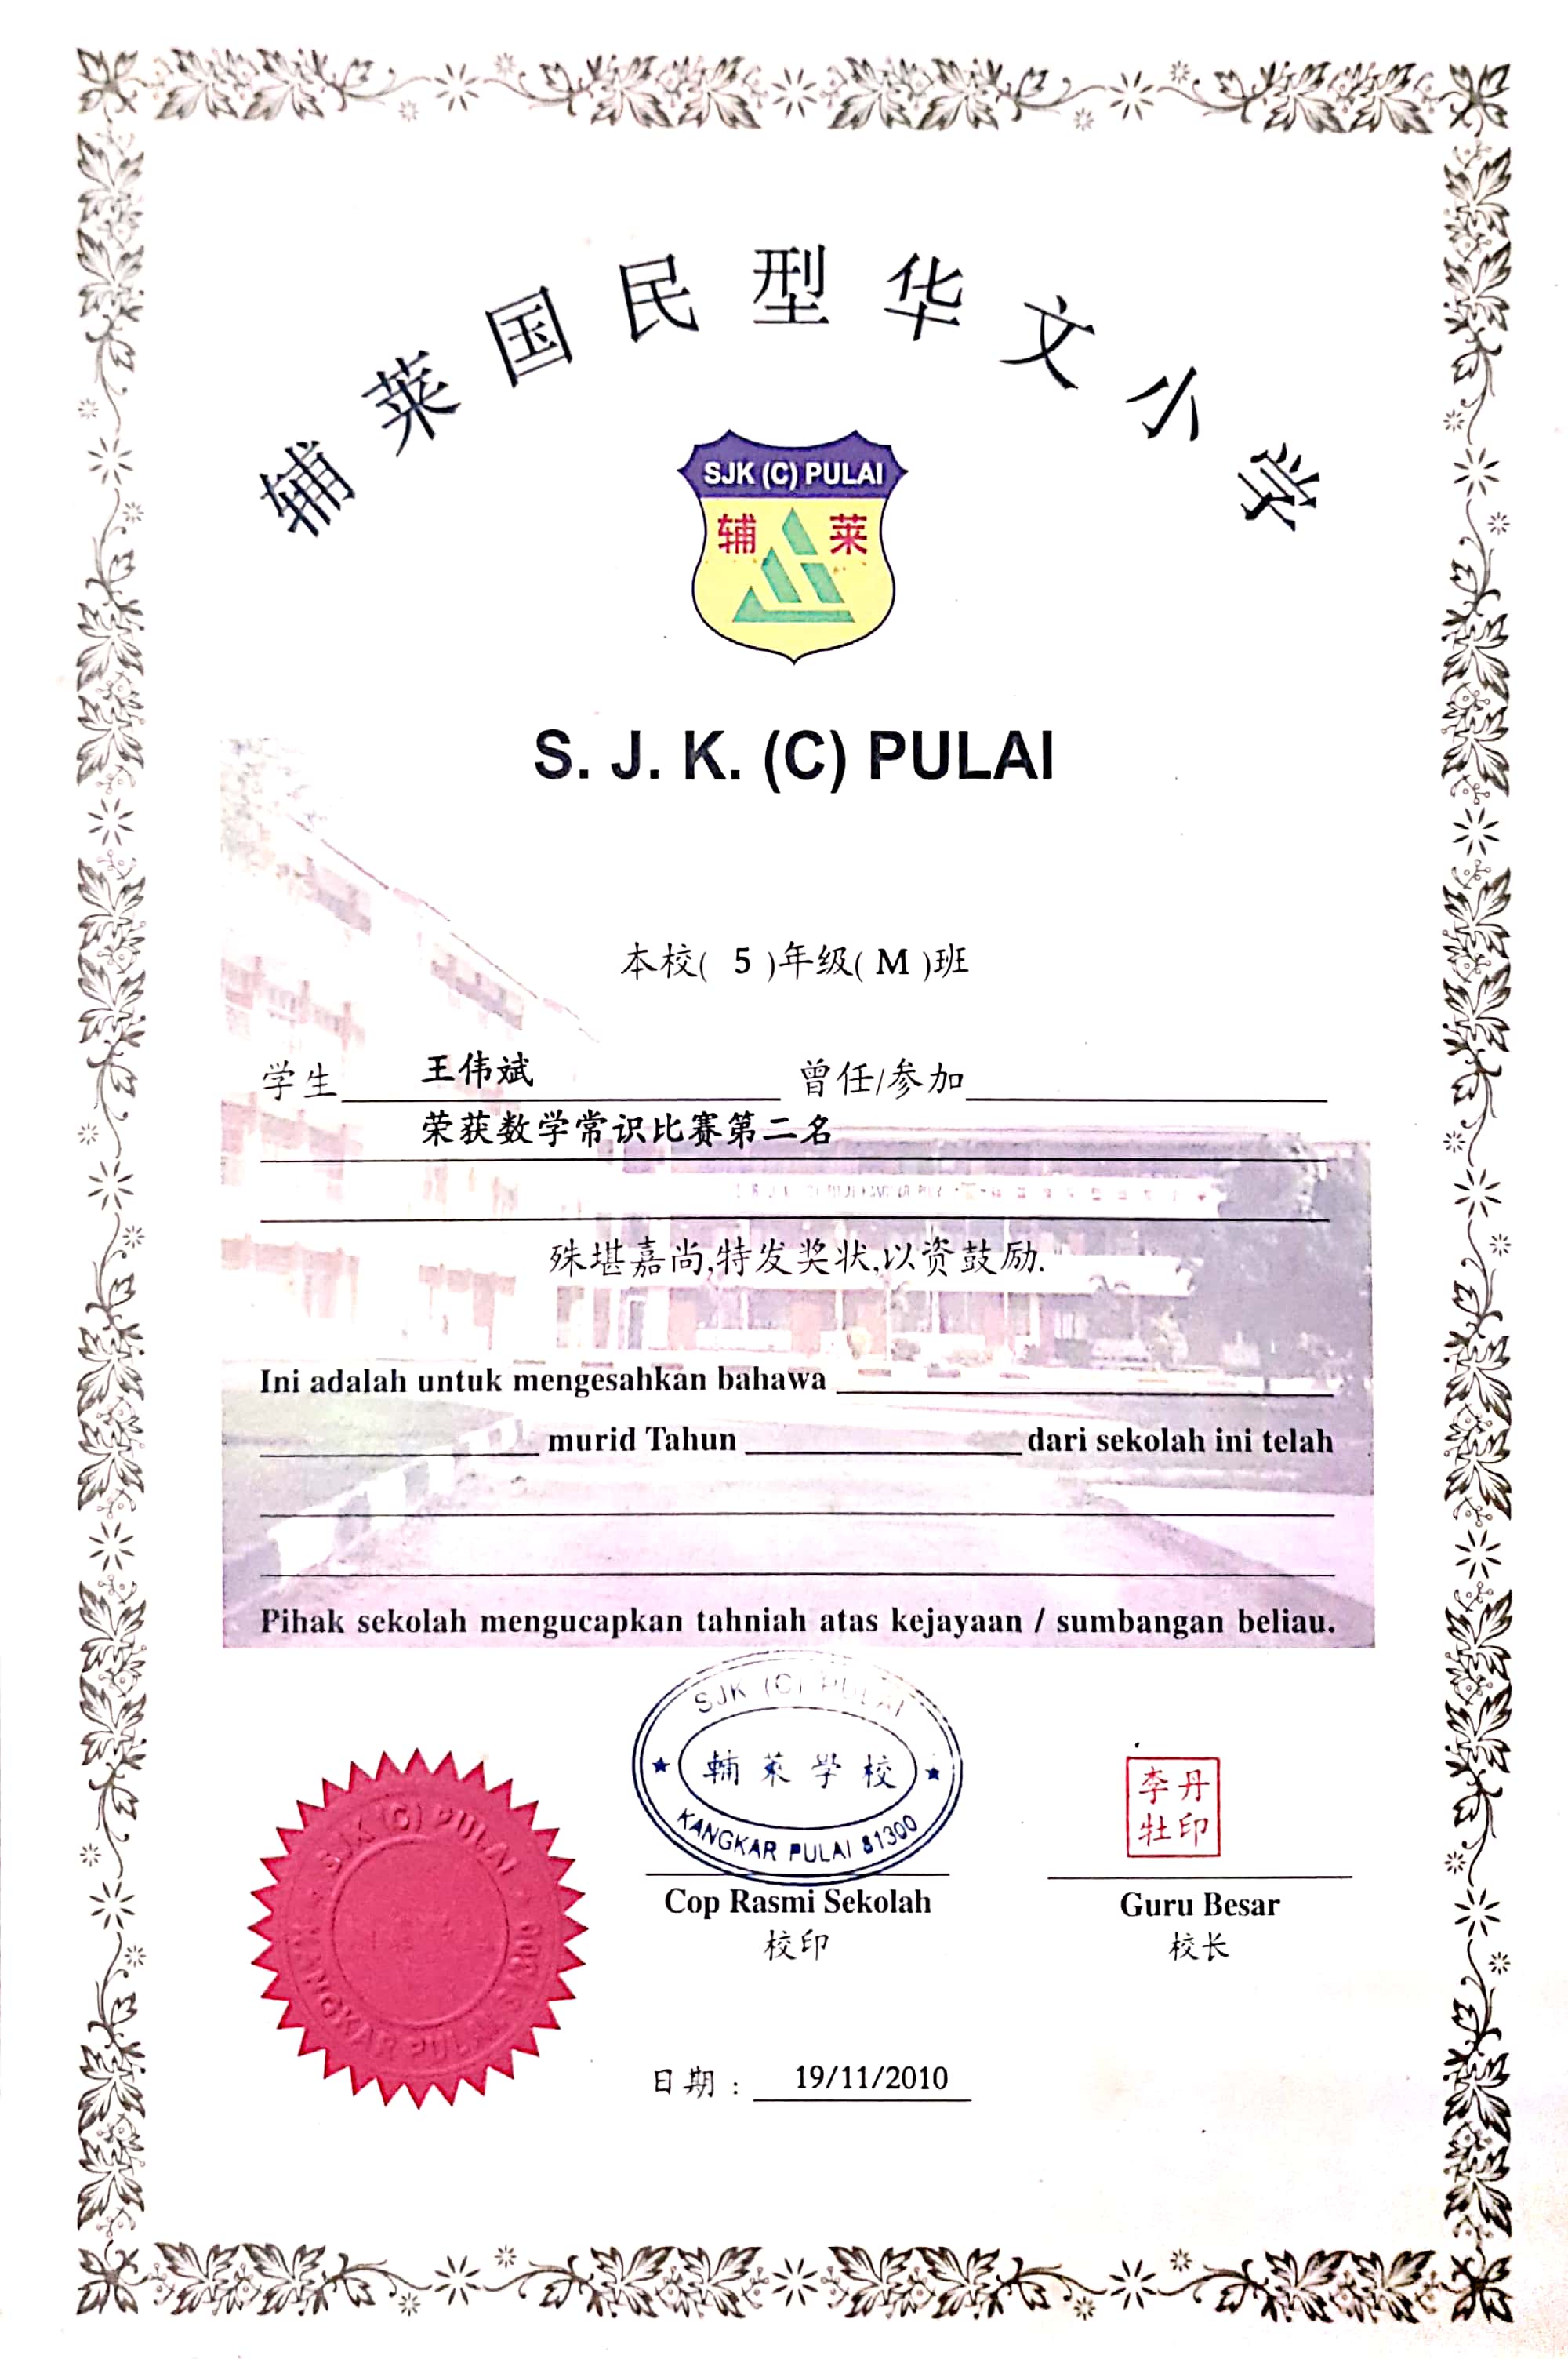 辅莱国民型华文小学
SJK (C) PULAI
辅 莱
S. J. K. (C) PULAI
本校( 5 )年级( M )班
学生 王伟斌 曾任/参加
荣获数学常识比赛第二名
殊堪嘉尚,特发奖状,以资鼓励.
Ini adalah untuk mengesahkan bahawa
murid Tahun dari sekolah ini telah
Pihak sekolah mengucapkan tahniah atas kejayaan / sumbangan beliau.
SJK (C) PULAI
輔莱学校
KANGKAR PULAI 81300
李丹
牡印
SJK (C) PULAI
KANGKAR PULAI
Cop Rasmi Sekolah
校印
Guru Besar
校长
日期 : 19/11/2010